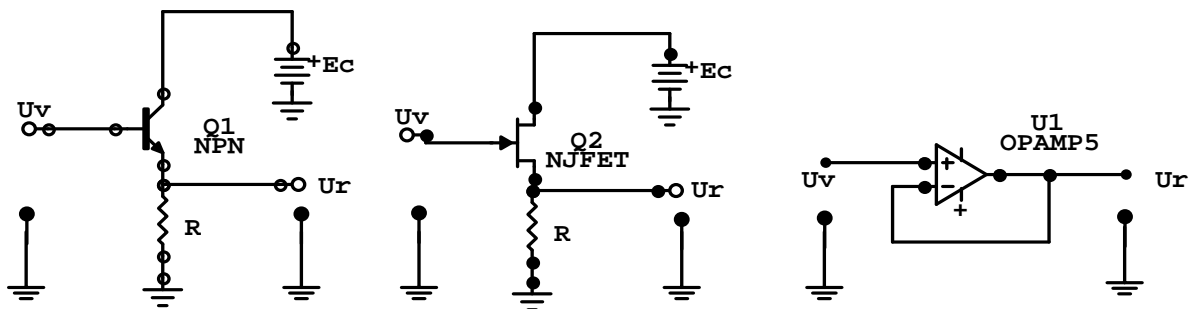 +Ec
Uv
Q1
NPN
Ur
R
+Ec
Uv
Q2
NJFET
Ur
R
U1
OPAMP5
Uv
+
−
+
Ur